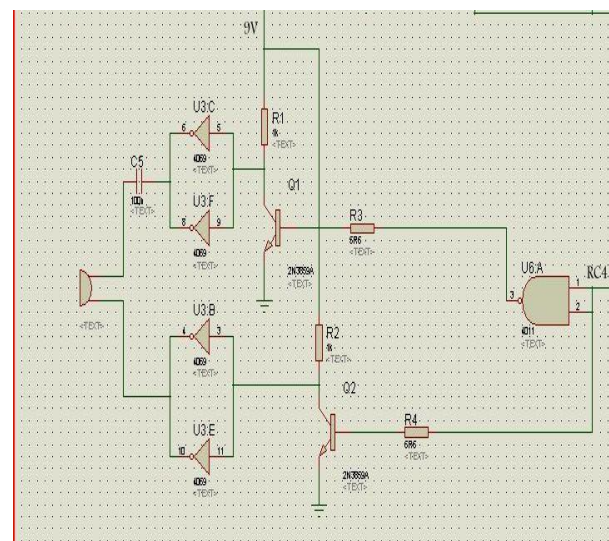 9V
U3:C
6
5
4069
<TEXT>
R1
1k
<TEXT>
C5
100n
<TEXT>
Q1
U3:F
8
9
4069
<TEXT>
R3
6R6
<TEXT>
2N3859A
<TEXT>
U6:A
RC4
1
2
3
4011
<TEXT>
<TEXT>
U3:B
4
3
4069
<TEXT>
R2
1k
<TEXT>
Q2
U3:E
10
11
4069
<TEXT>
R4
6R6
<TEXT>
2N3859A
<TEXT>